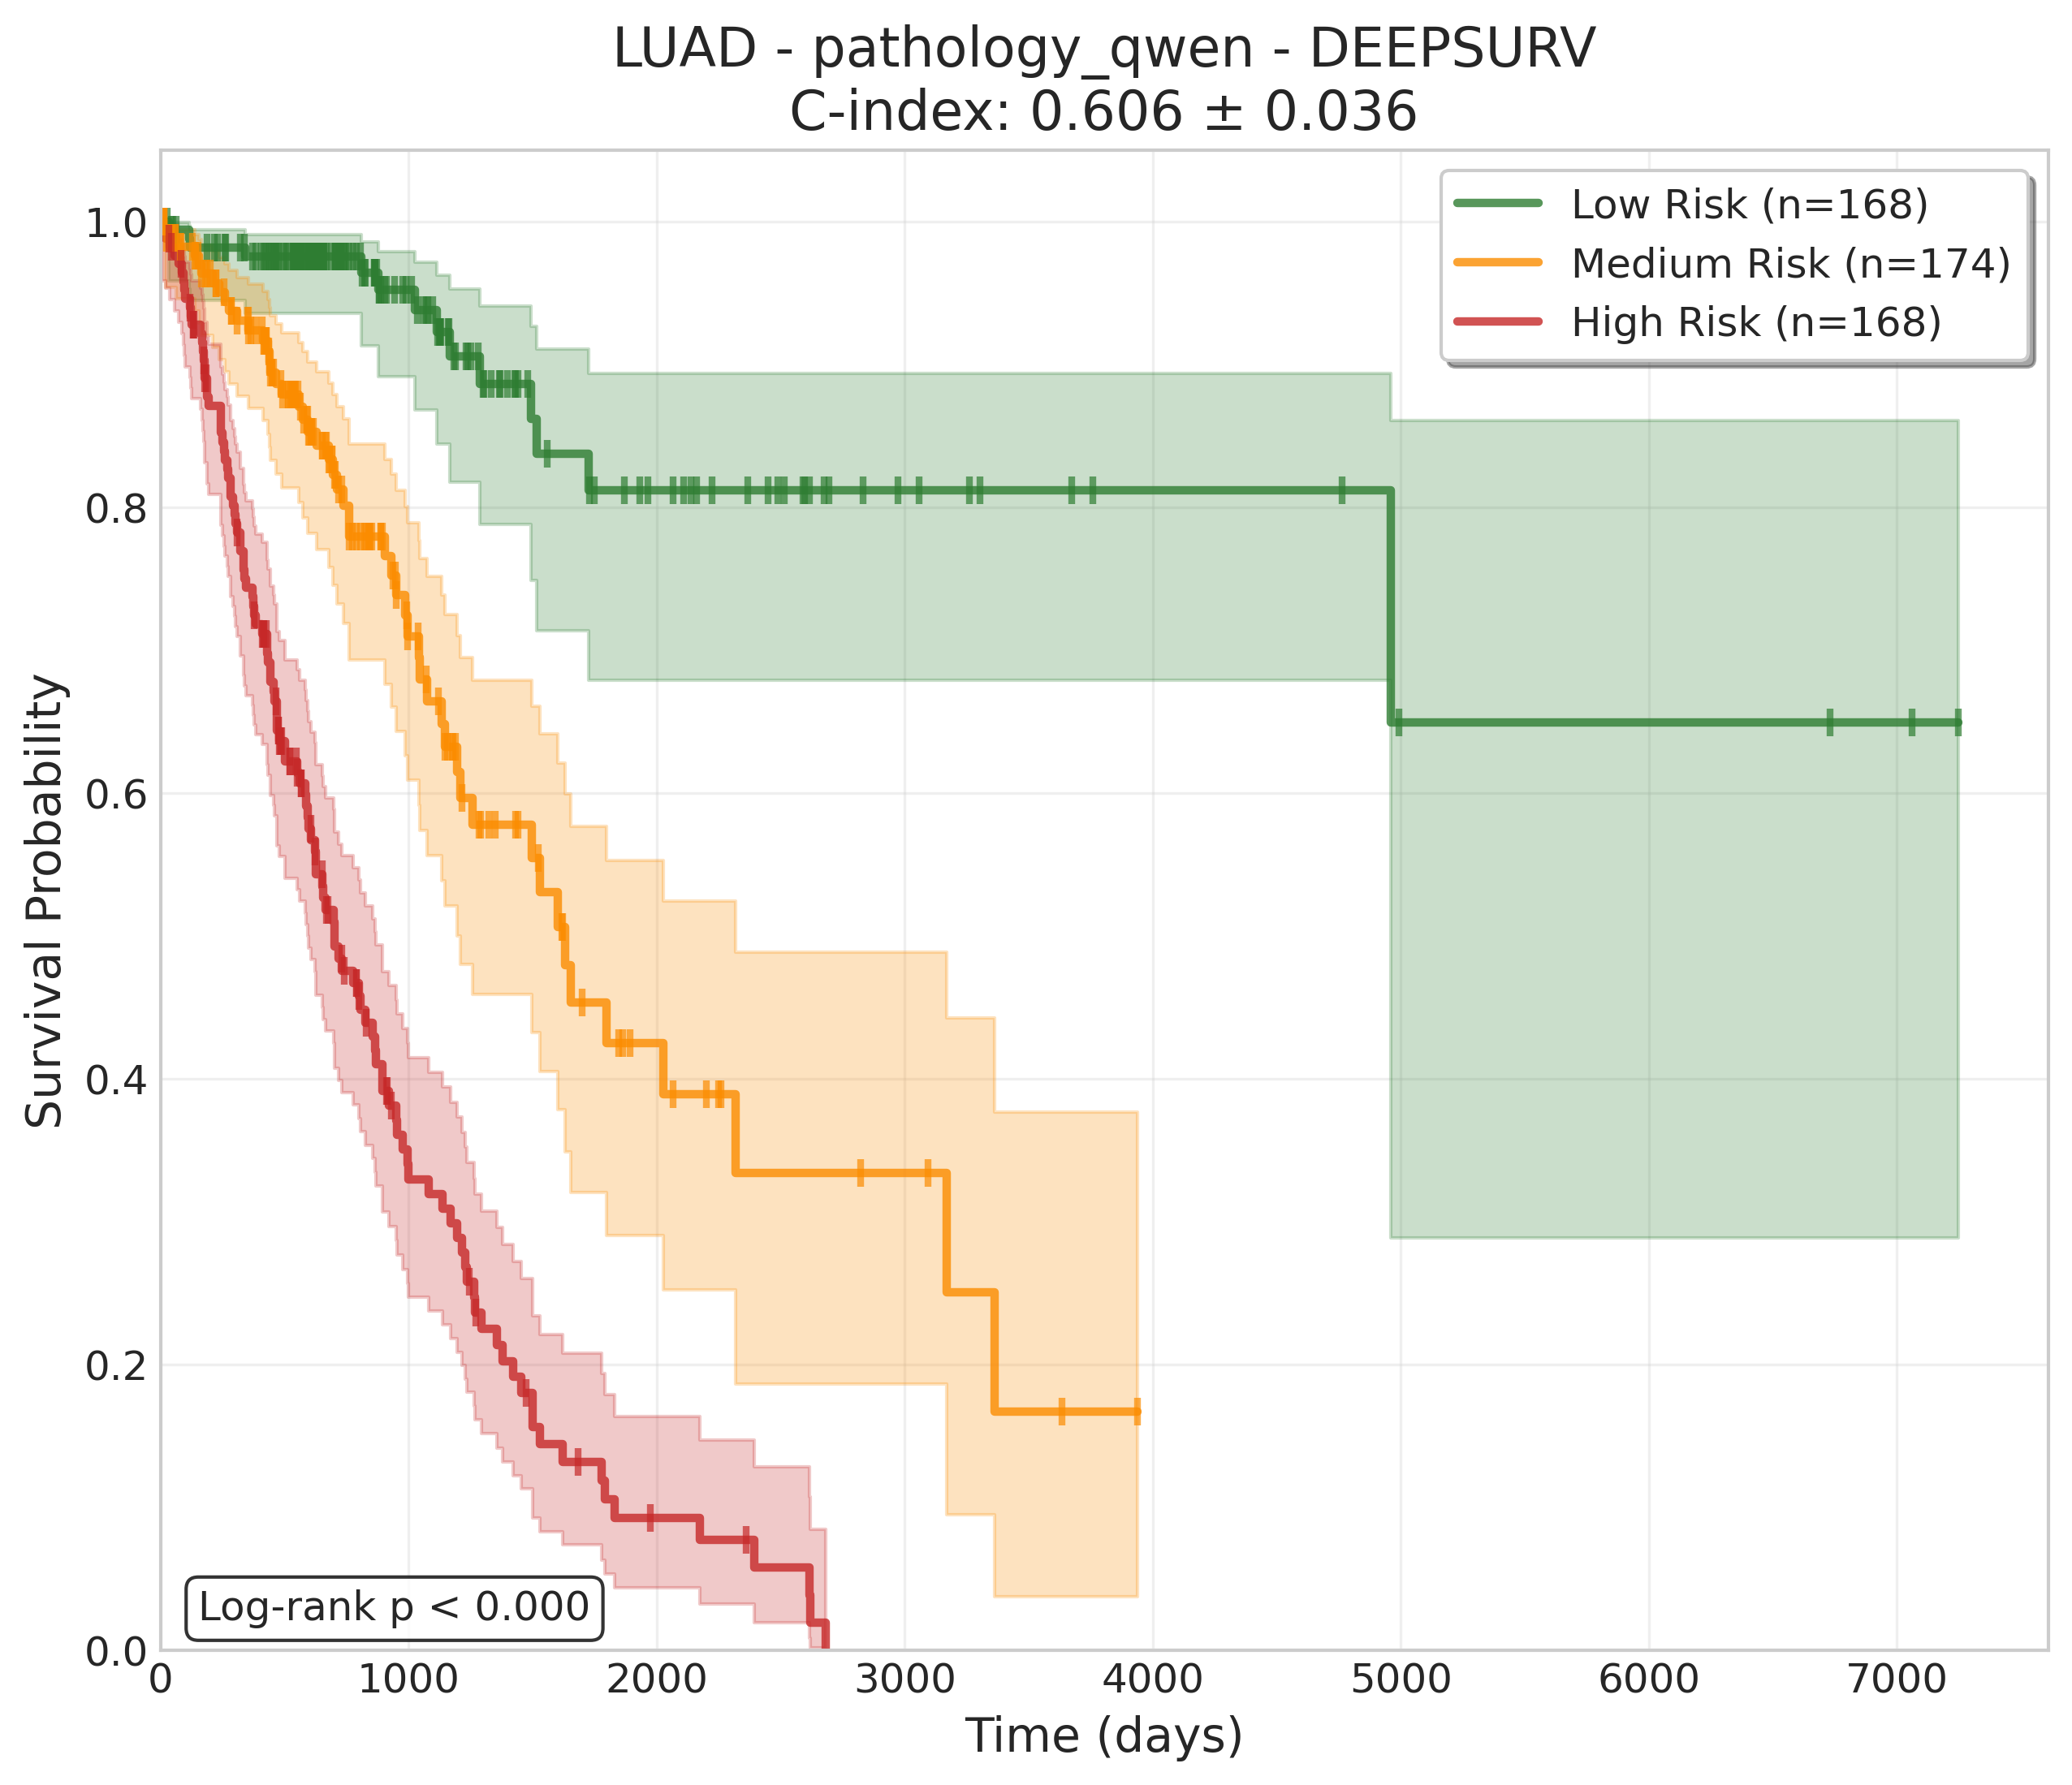 LUAD - pathology_qwen - DEEPSURV
C-index: 0.606 ± 0.036
Low Risk (n=168)
Medium Risk (n=174)
High Risk (n=168)
1.0
0.8
0.6
0.4
0.2
0.0
Survival Probability
Log-rank p < 0.000
0 1000 2000 3000 4000 5000 6000 7000
Time (days)